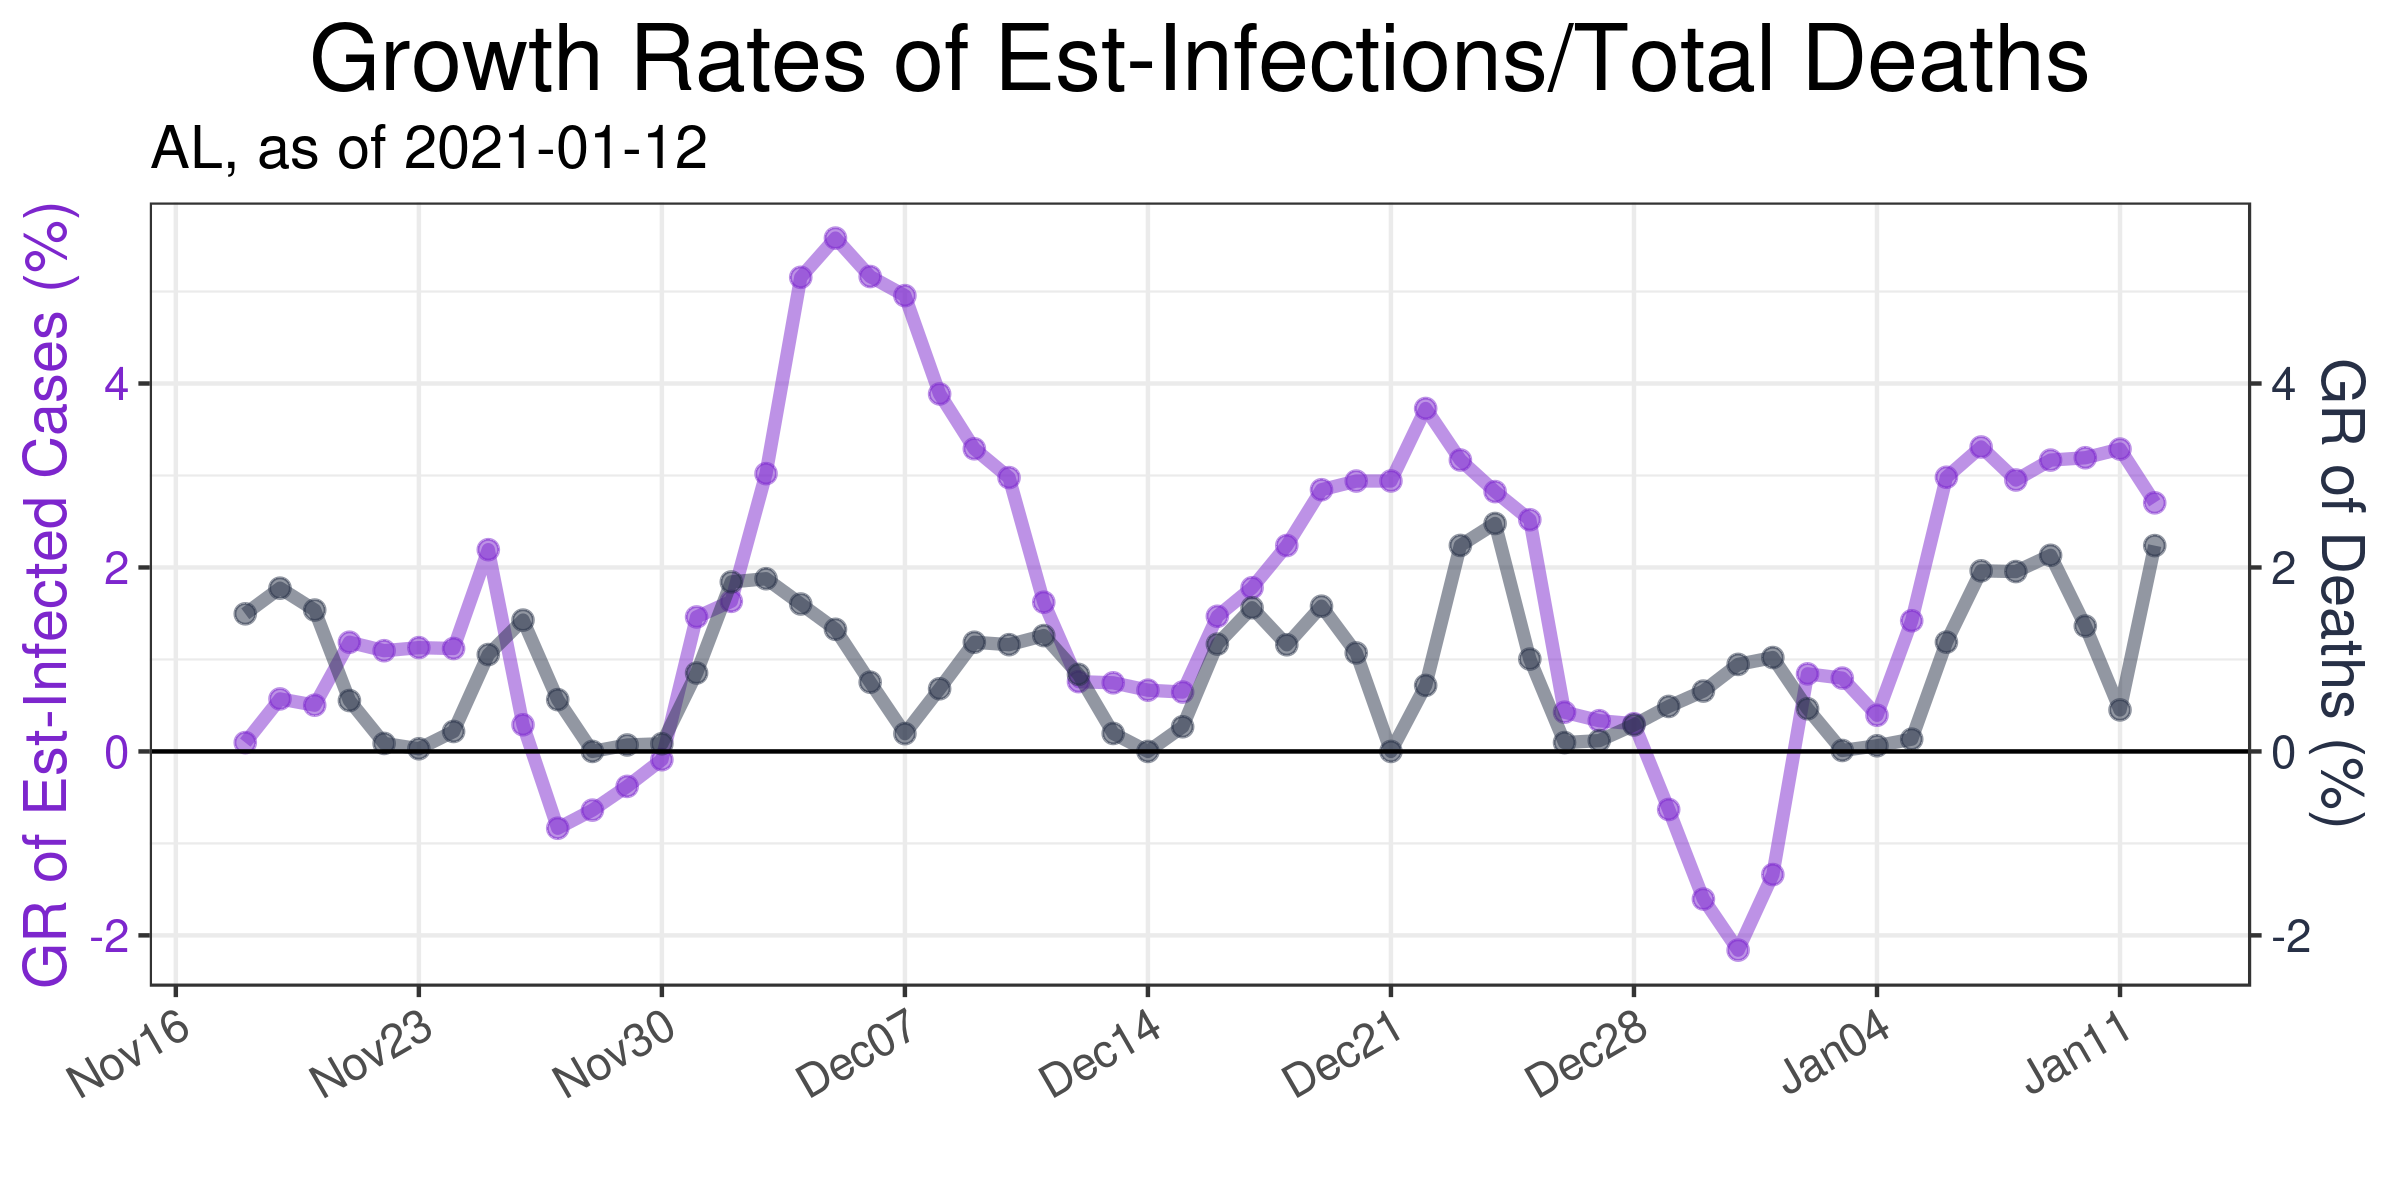 Growth Rates of Est-Infections/Total Deaths
AL, as of 2021-01-12
GR of Est-Infected Cases (%)
4
2
0
-2
4
2
0
-2
GR of Deaths (%)
Nov16
Nov23
Nov30
Dec07
Dec14
Dec21
Dec28
Jan04
Jan11